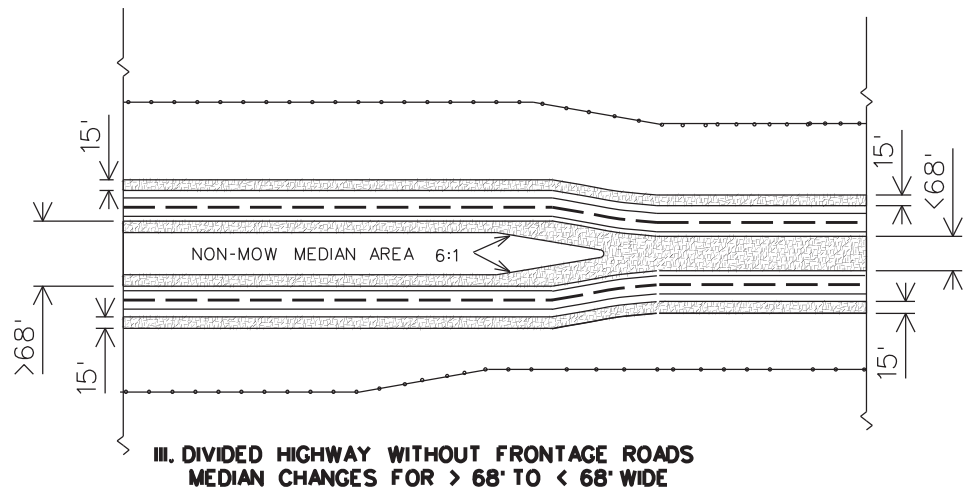 15'
15'
<68'
NON-MOW MEDIAN AREA 6:1
>68'
15'
15'
III. DIVIDED HIGHWAY WITHOUT FRONTAGE ROADS
MEDIAN CHANGES FOR > 68' TO < 68' WIDE